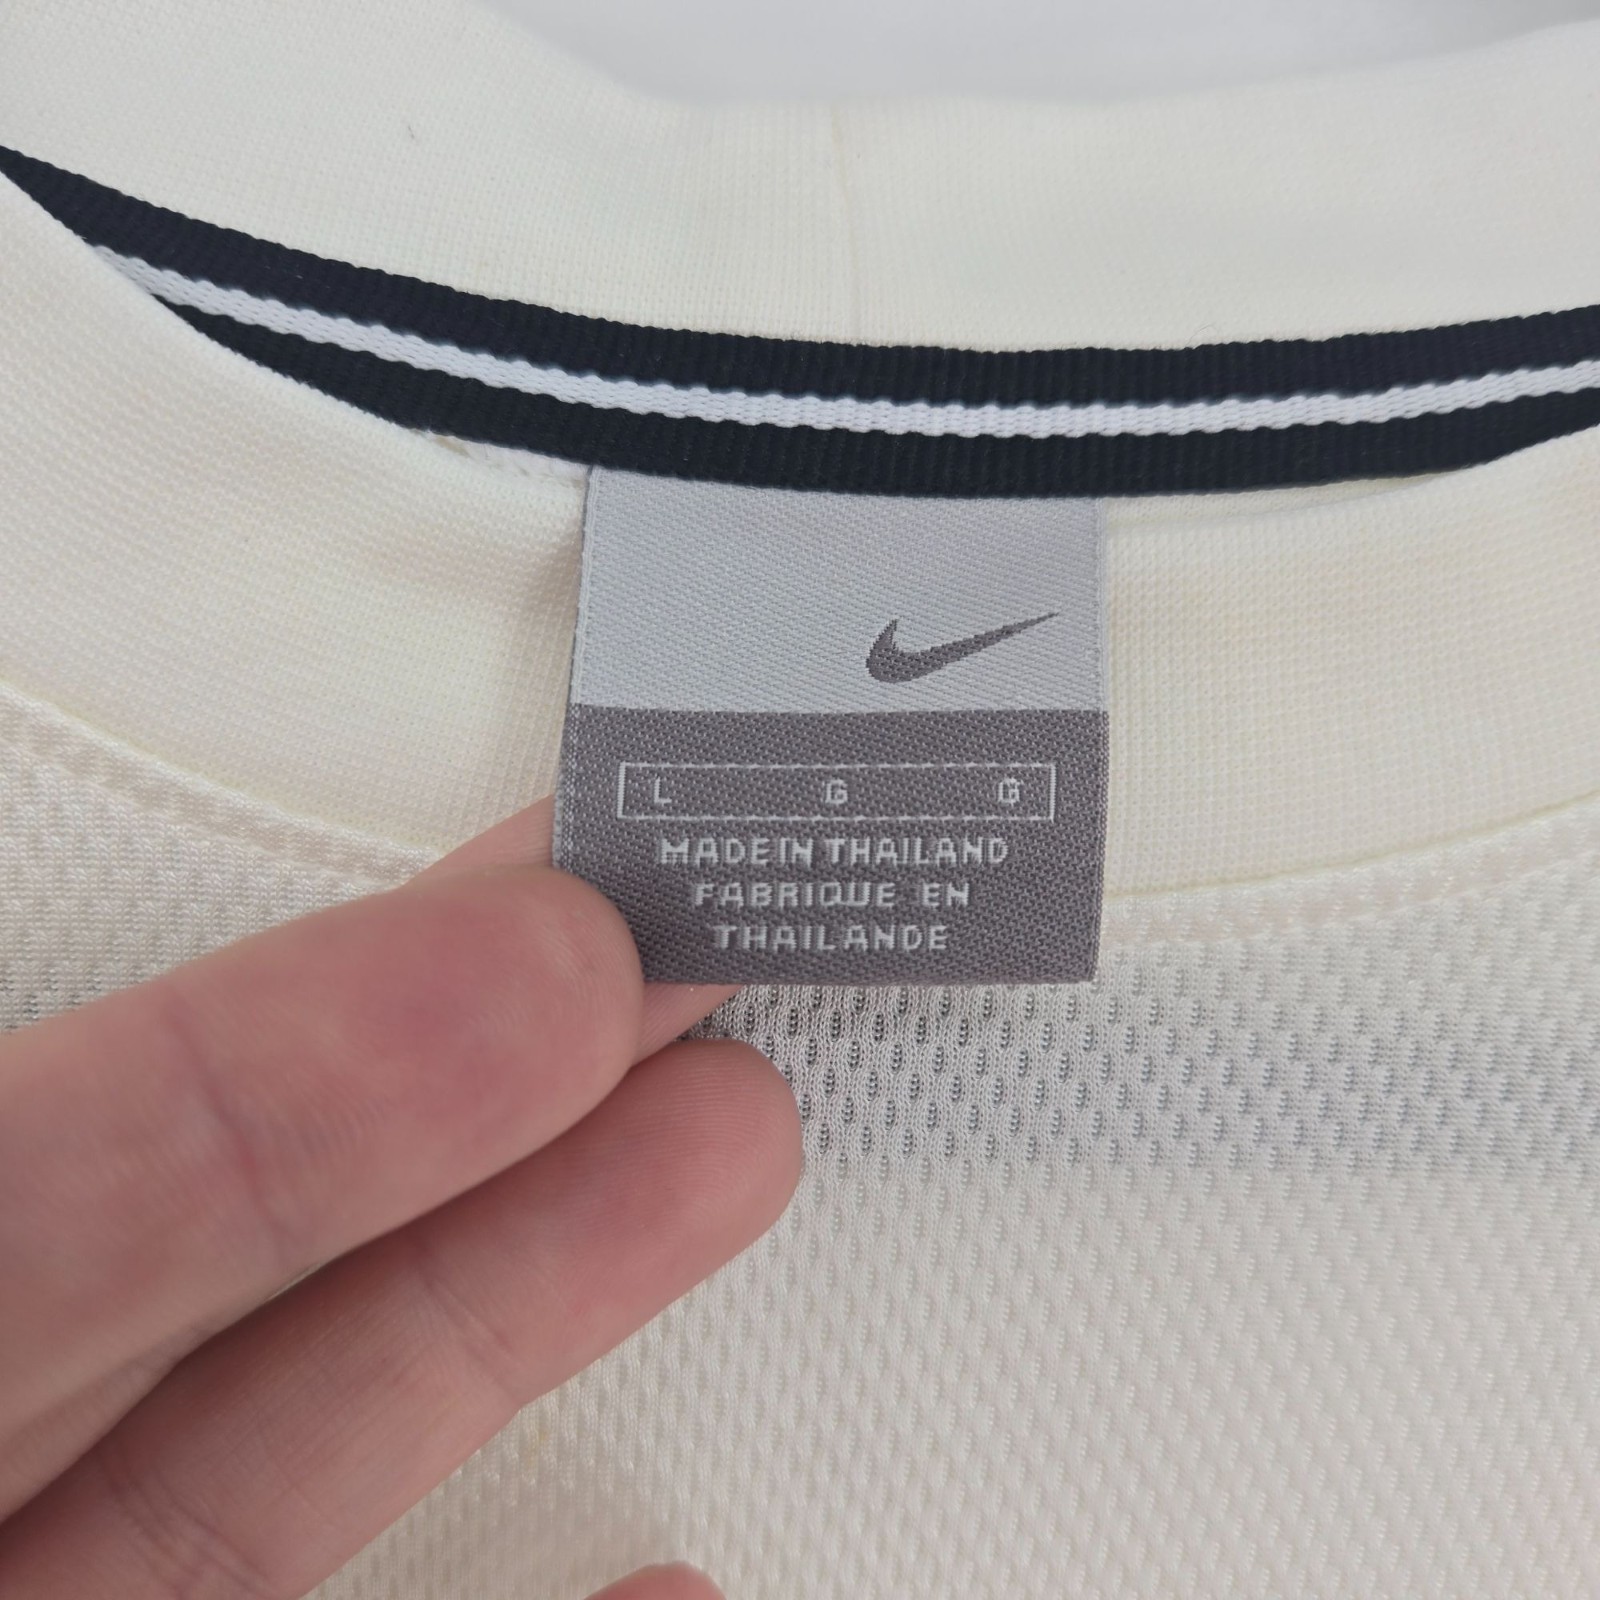 L G G
MADE IN THAILAND
FABRIQUE EN
THAILANDE